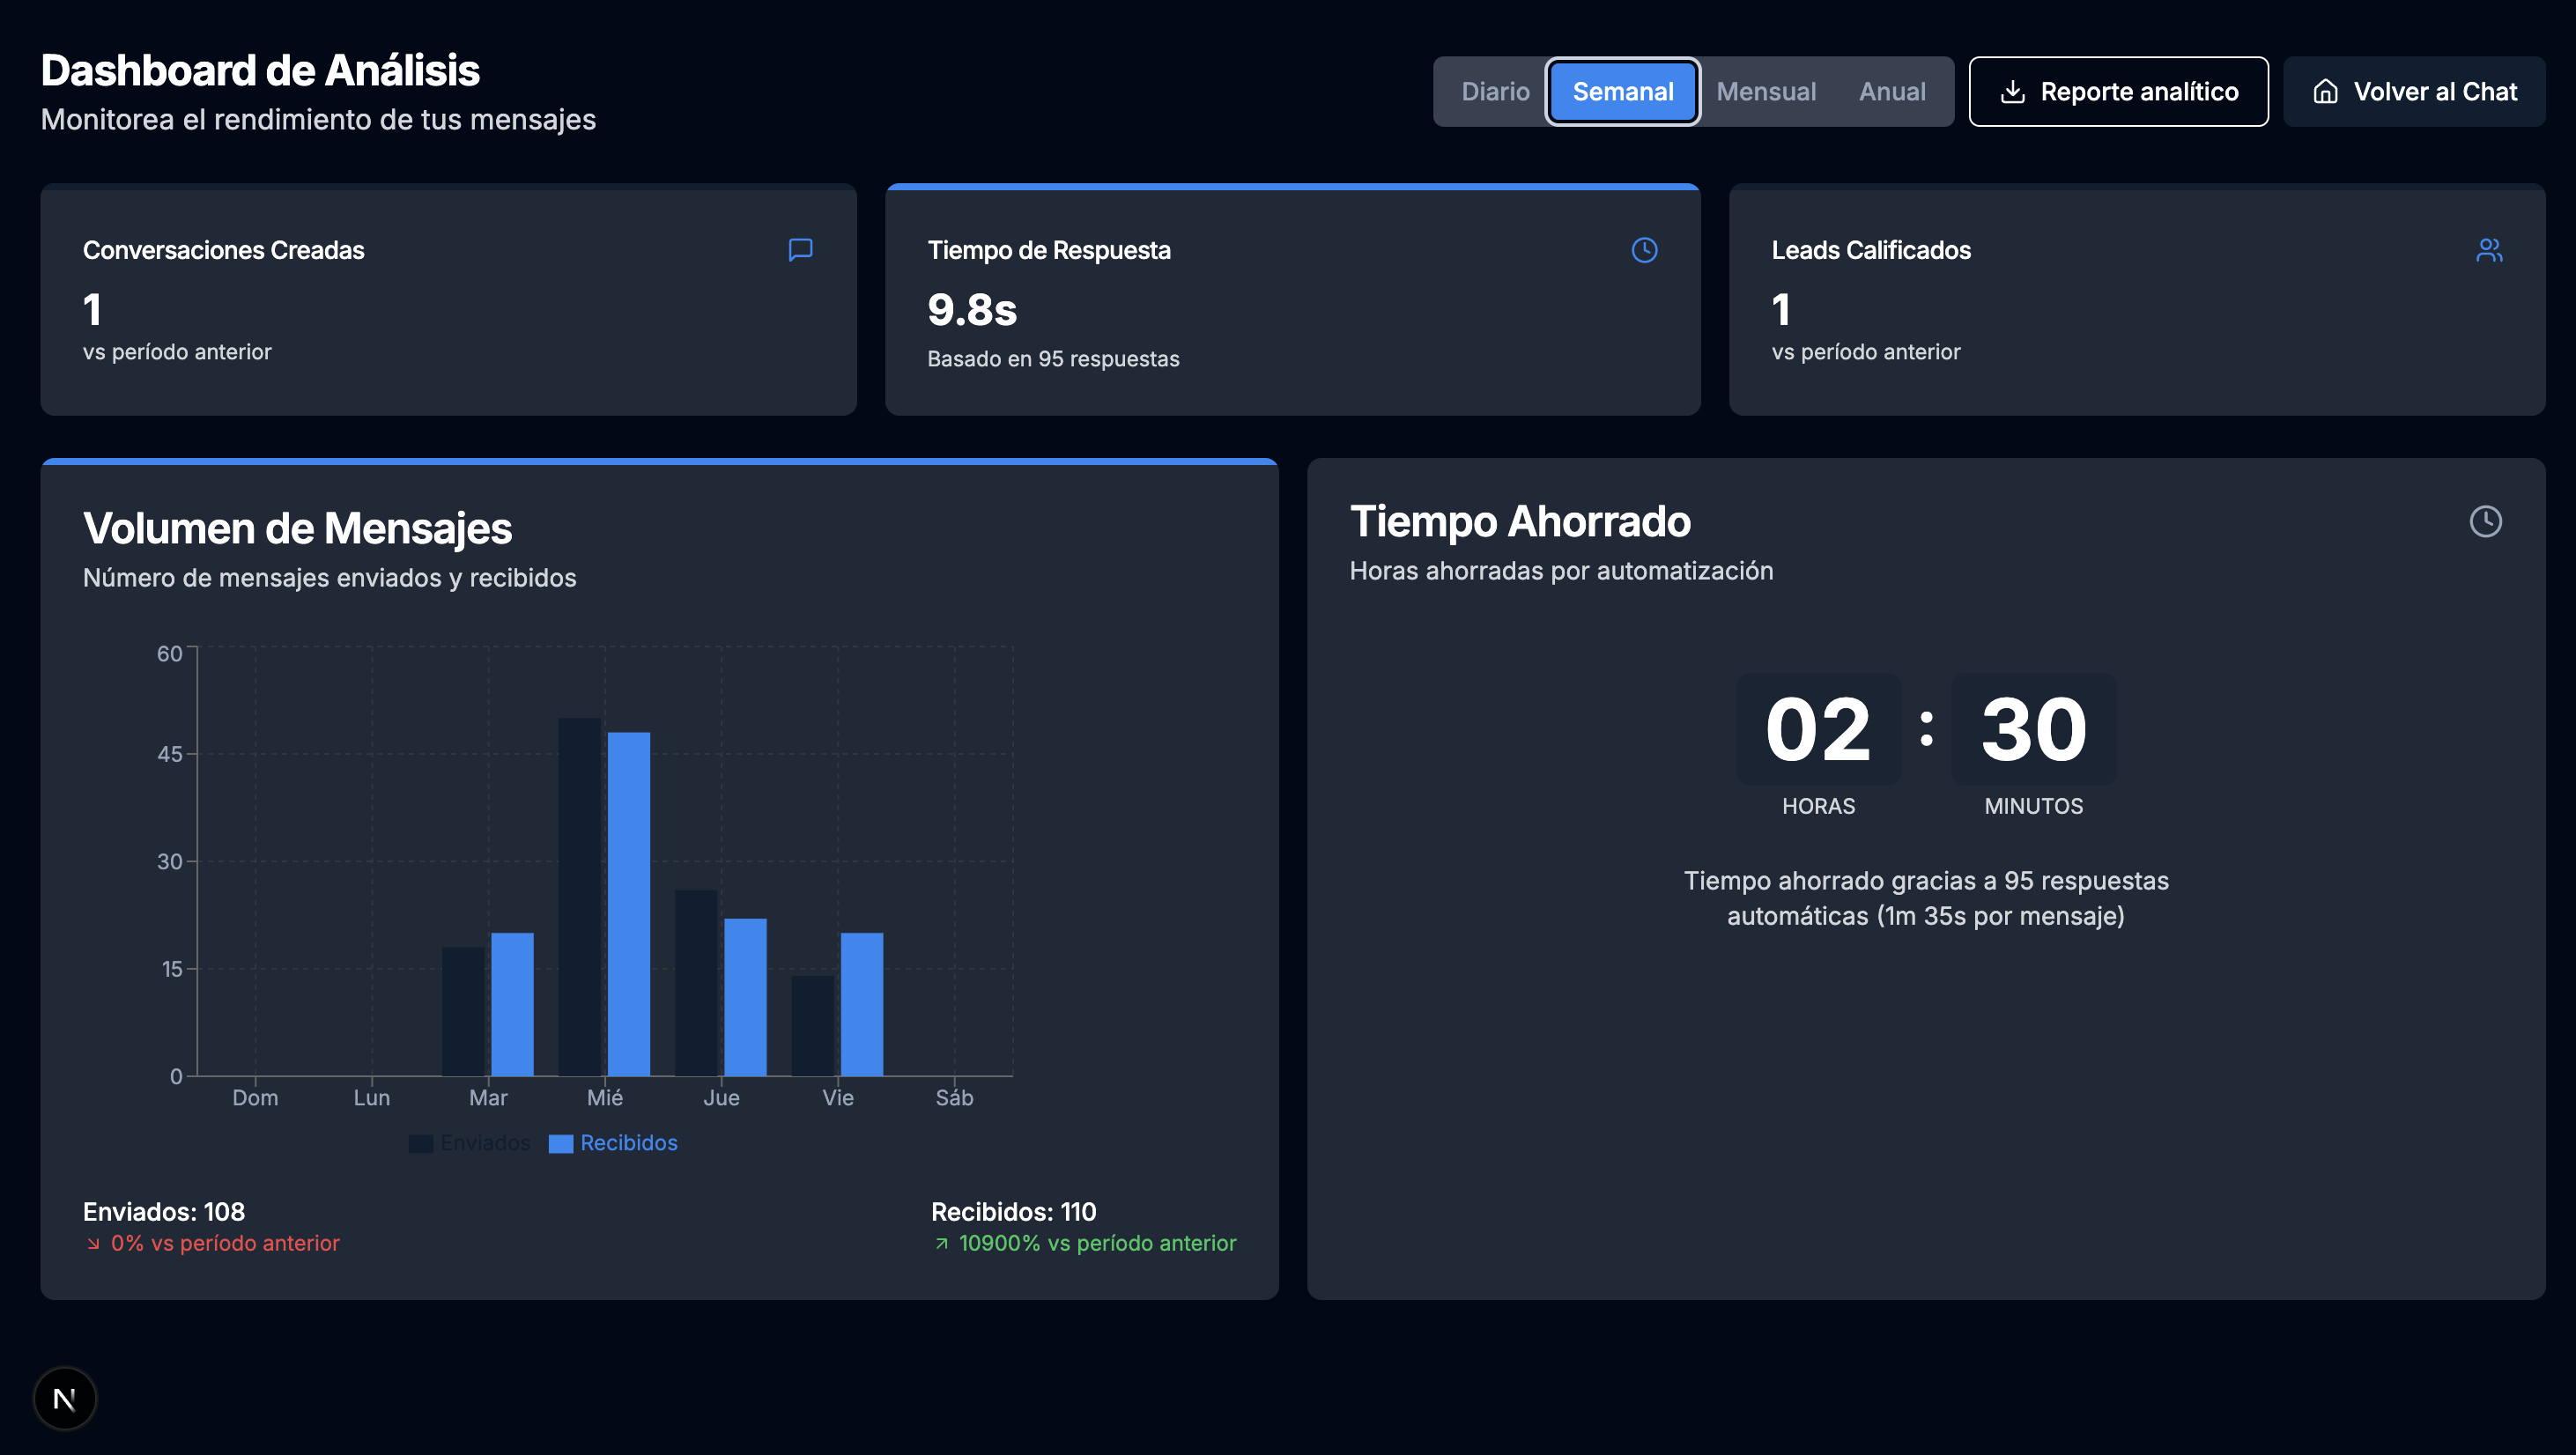 Dashboard de Análisis
Monitorea el rendimiento de tus mensajes
Diario Semanal Mensual Anual Reporte analítico Volver al Chat
Conversaciones Creadas
1
vs período anterior
Tiempo de Respuesta
9.8s
Basado en 95 respuestas
Leads Calificados
1
vs período anterior
Volumen de Mensajes
Número de mensajes enviados y recibidos
60
45
30
15
0
Dom Lun Mar Mié Jue Vie Sáb
Enviados Recibidos
Enviados: 108
0% vs período anterior
Recibidos: 110
10900% vs período anterior
Tiempo Ahorrado
Horas ahorradas por automatización
02 : 30
HORAS MINUTOS
Tiempo ahorrado gracias a 95 respuestas
automáticas (1m 35s por mensaje)
N